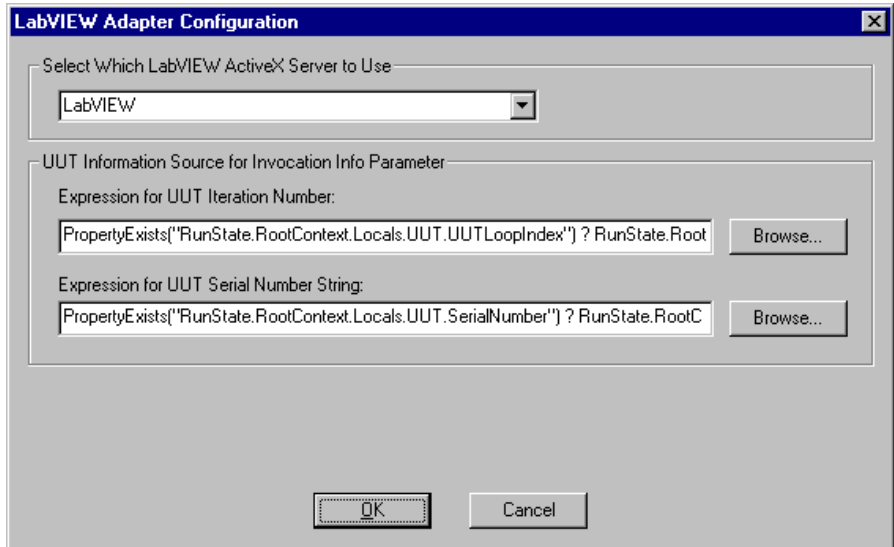 LabVIEW Adapter Configuration
Select Which LabVIEW ActiveX Server to Use
LabVIEW
UUT Information Source for Invocation Info Parameter
Expression for UUT Iteration Number:
PropertyExists("RunState.RootContext.Locals.UUT.UUTLoopIndex") ? RunState.Root
Browse...
Expression for UUT Serial Number String:
PropertyExists("RunState.RootContext.Locals.UUT.SerialNumber") ? RunState.RootC
Browse...
OK
Cancel